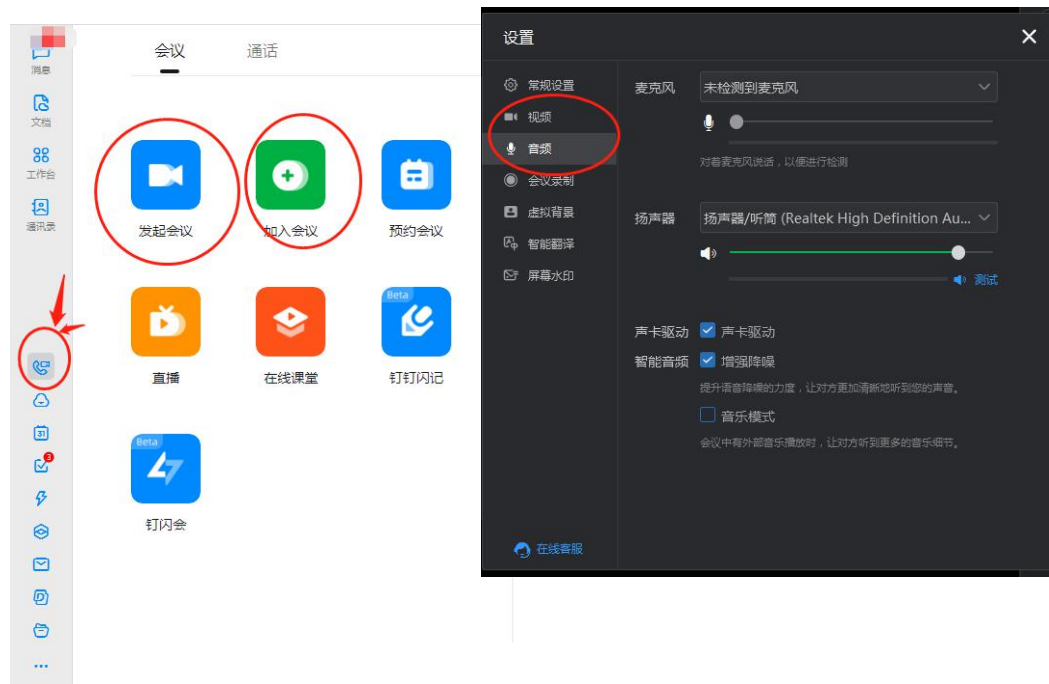 消息
文档
工作台
通讯录
31
3
会议
通话
发起会议
加入会议
预约会议
Beta
直播
在线课堂
钉钉闪记
Beta
钉闪会
设置
常规设置
视频
音频
会议录制
虚拟背景
智能翻译
屏幕水印
在线客服
麦克风
未检测到麦克风
对着麦克风说话，以便进行检测
扬声器
扬声器/听筒 (Realtek High Definition Au...
测试
声卡驱动
声卡驱动
智能音频
增强降噪
提升语音降噪的力度，让对方更加清晰地听到您的声音。
音乐模式
会议中有外部音乐播放时，让对方听到更多的音乐细节。